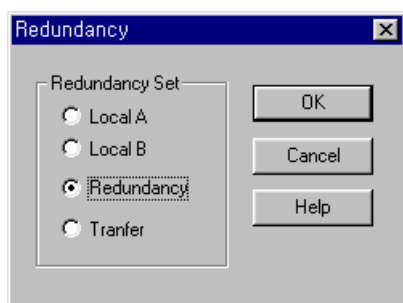 Redundancy
Redundancy Set
Local A
Local B
Redundancy
Tranfer
OK
Cancel
Help